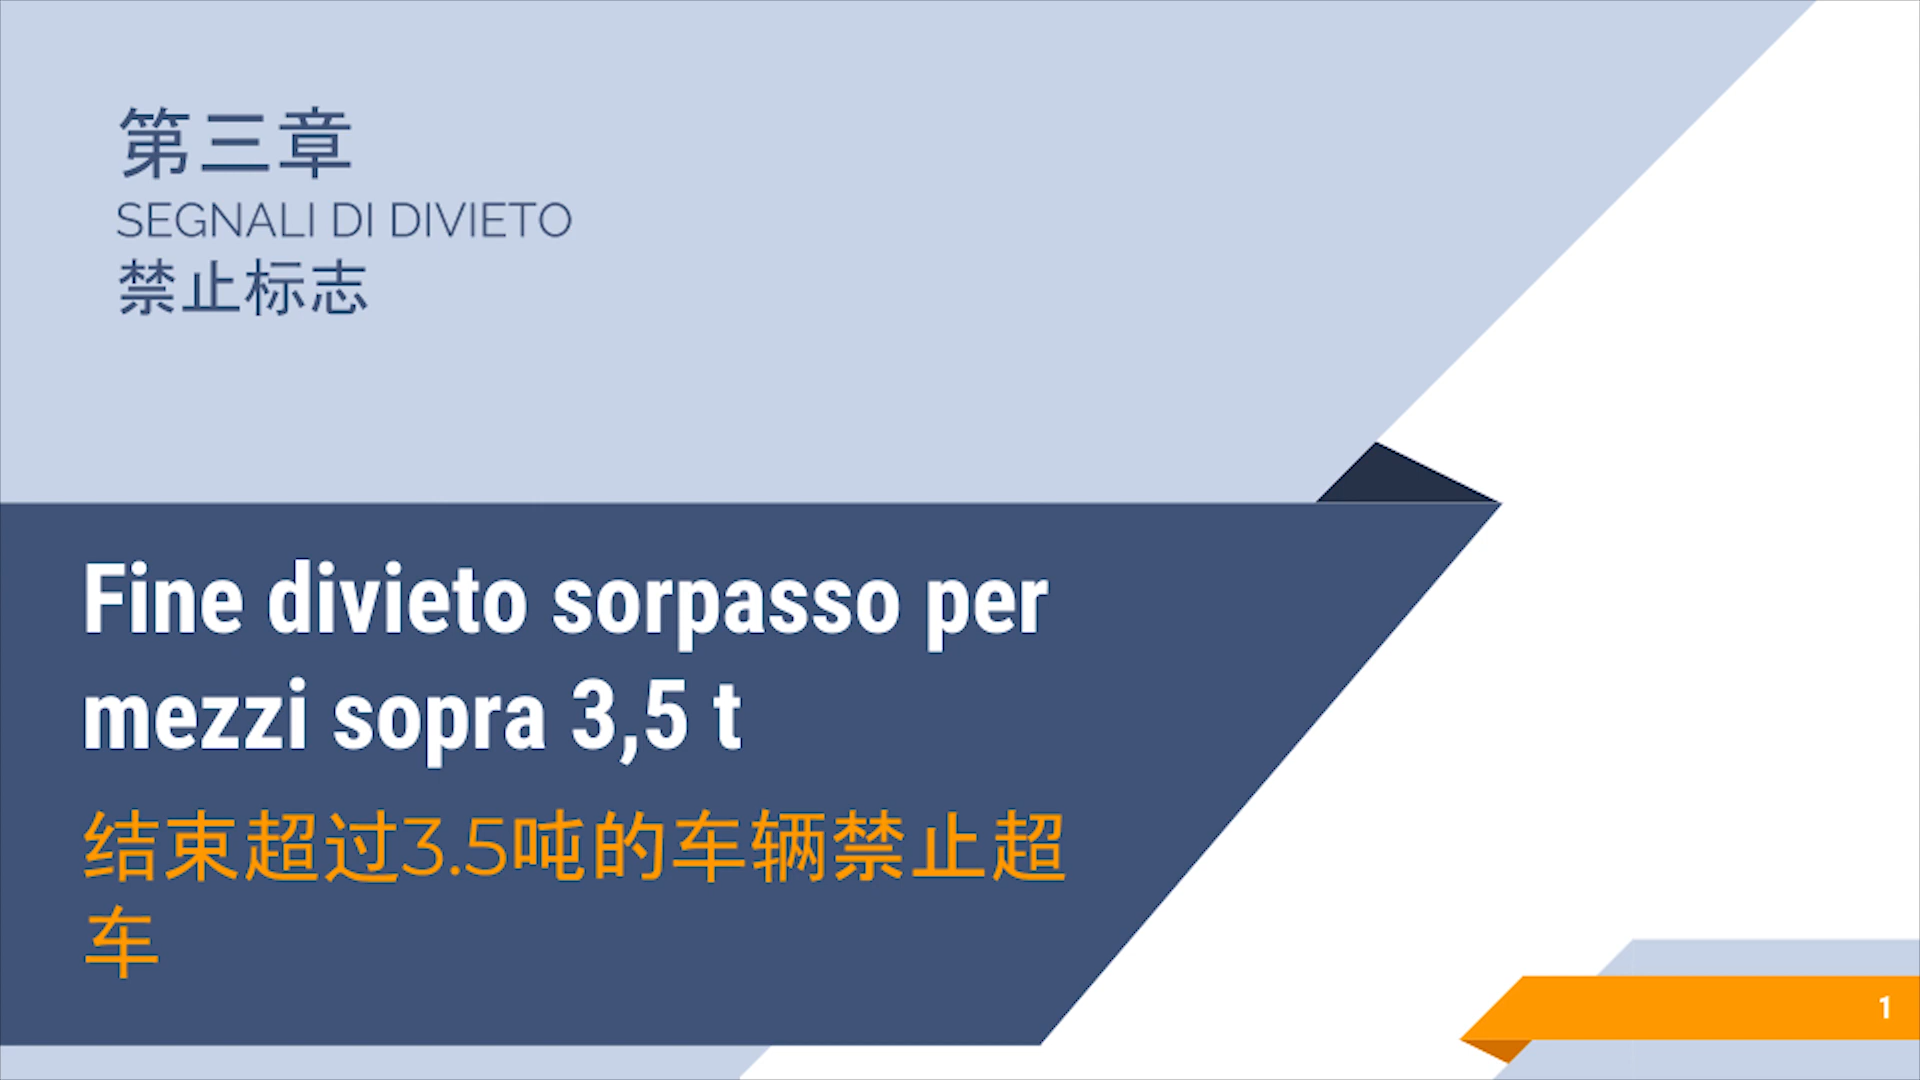 第三章
SEGNALI DI DIVIETO
禁止标志
Fine divieto sorpasso per
mezzi sopra 3,5 t
结束超过3.5吨的车辆禁止超
车
1